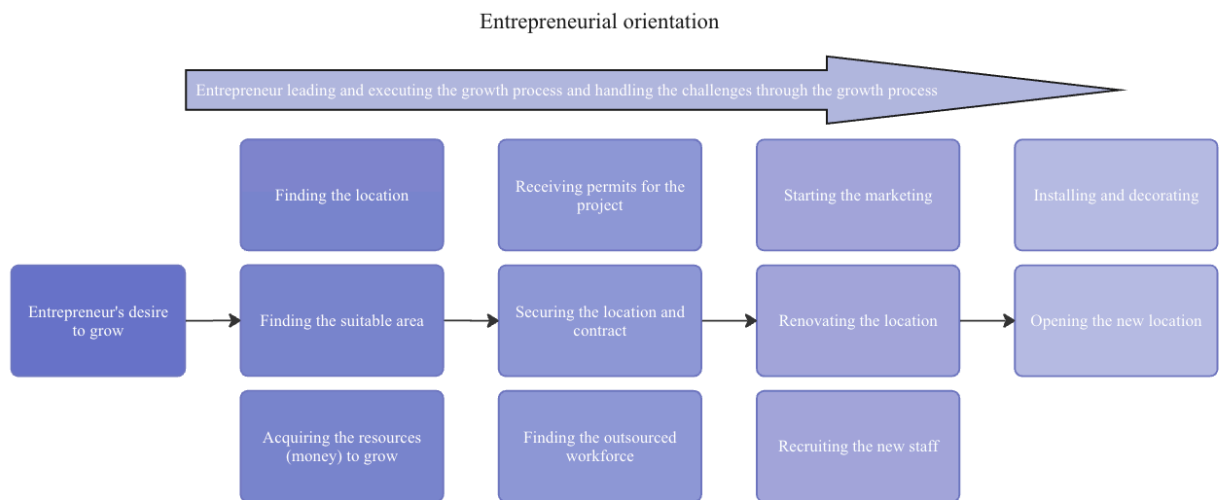 Entrepreneurial orientation
Entrepreneur leading and executing the growth process and handling the challenges through the growth process
Finding the location
Receiving permits for the
project
Starting the marketing
Installing and decorating
Entrepreneur's desire
to grow
Finding the suitable area
Securing the location and
contract
Renovating the location
Opening the new location
Acquiring the resources
(money) to grow
Finding the outsourced
workforce
Recruiting the new staff